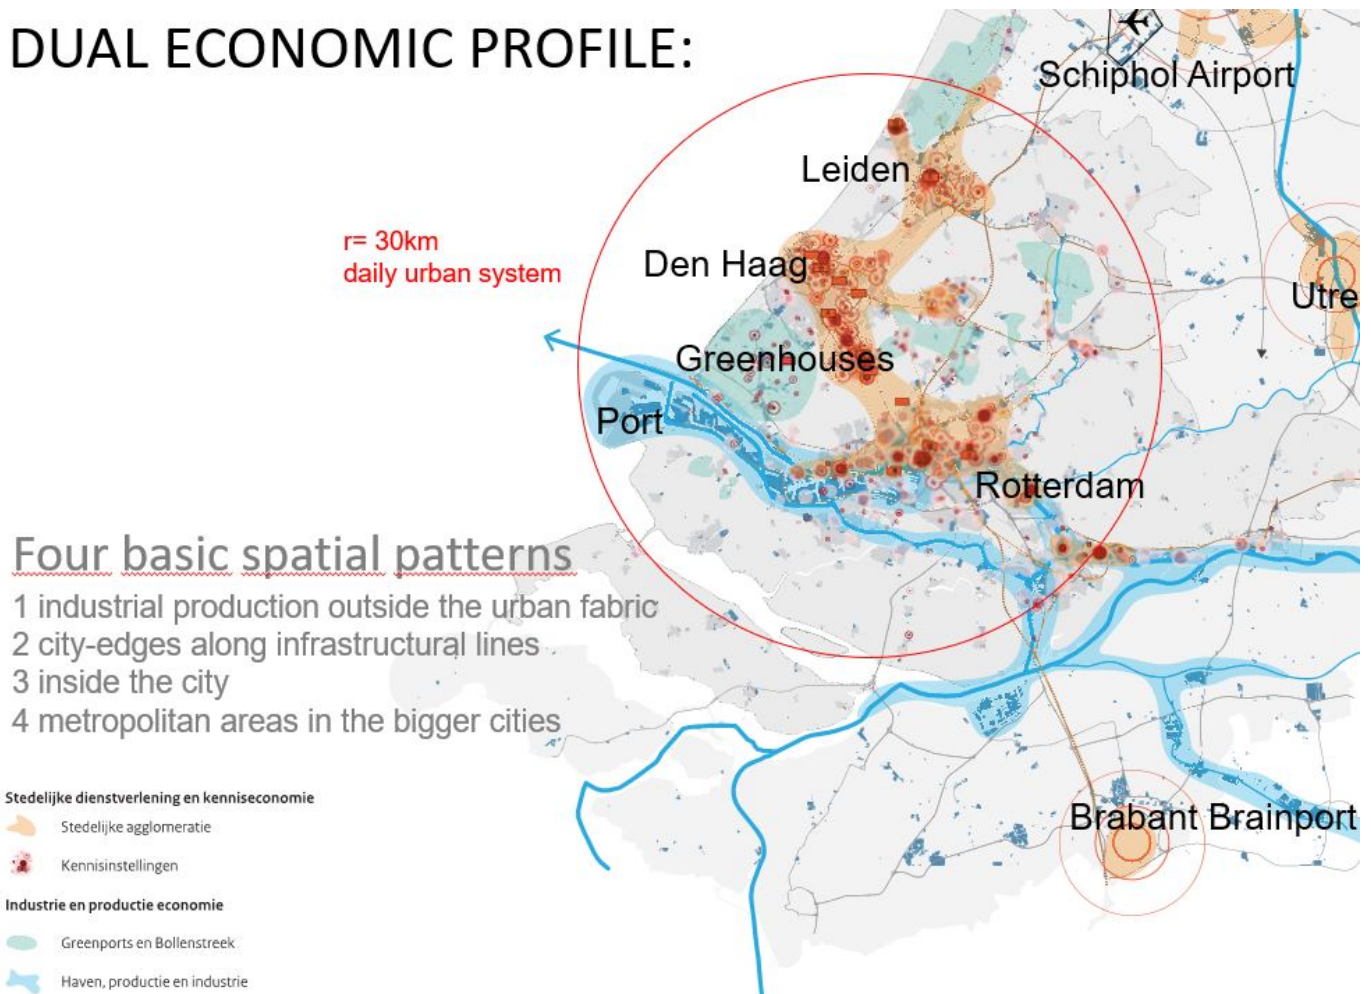 DUAL ECONOMIC PROFILE:
Schiphol Airport
Leiden
r= 30km
daily urban system
Den Haag
Utre
Greenhouses
Port
Rotterdam
Four basic spatial patterns
1 industrial production outside the urban fabric
2 city-edges along infrastructural lines
3 inside the city
4 metropolitan areas in the bigger cities
Brabant Brainport
Stedelijke dienstverlening en kenniseconomie
Stedelijke agglomeratie
Kennisinstellingen
Industrie en productie economie
Greenports en Bollenstreek
Haven, productie en industrie